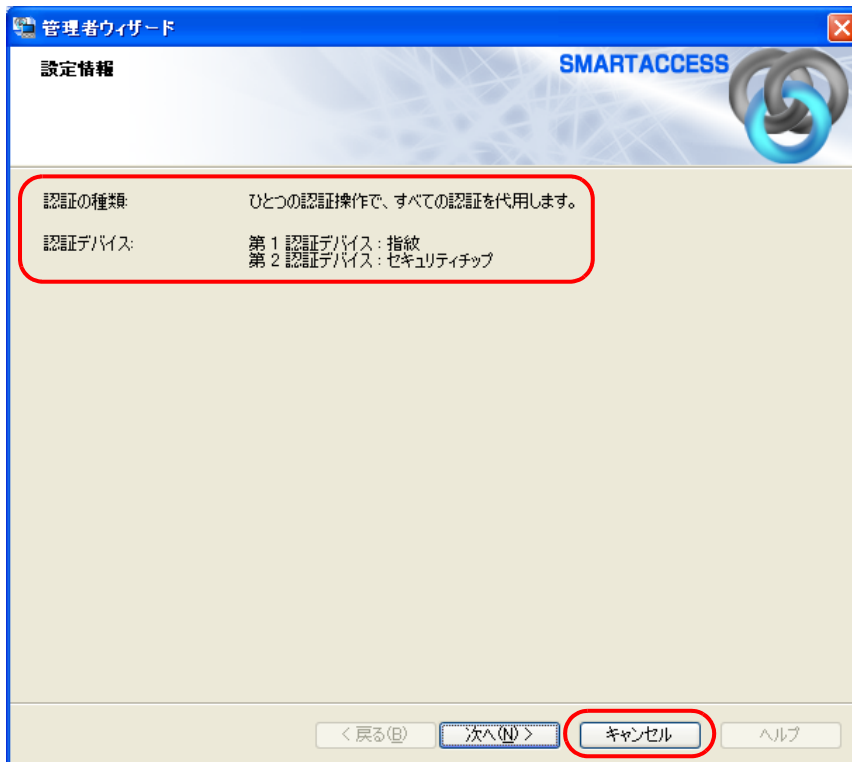 管理者ウィザード
設定情報
SMARTACCESS
認証の種類: ひとつの認証操作で、すべての認証を代用します。
認証デバイス: 第1認証デバイス:指紋
第2認証デバイス:セキュリティチップ
< 戻る(B) 次へ(N) > キャンセル ヘルプ